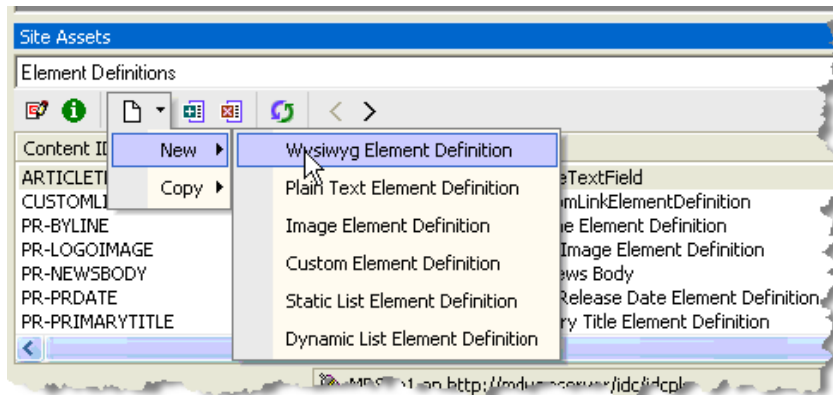 Site Assets
Element Definitions
Content ID
New
Wysiwyg Element Definition
Copy
Plain Text Element Definition
Image Element Definition
Custom Element Definition
Static List Element Definition
Dynamic List Element Definition
eTextField
CUSTOMLI
mLinkElementDefinition
PR-BYLINE
e Element Definition
PR-LOGOIMAGE
Image Element Definition
PR-NEWSBODY
ews Body
PR-PRDATE
Release Date Element Definition
PR-PRIMARYTITLE
ry Title Element Definition